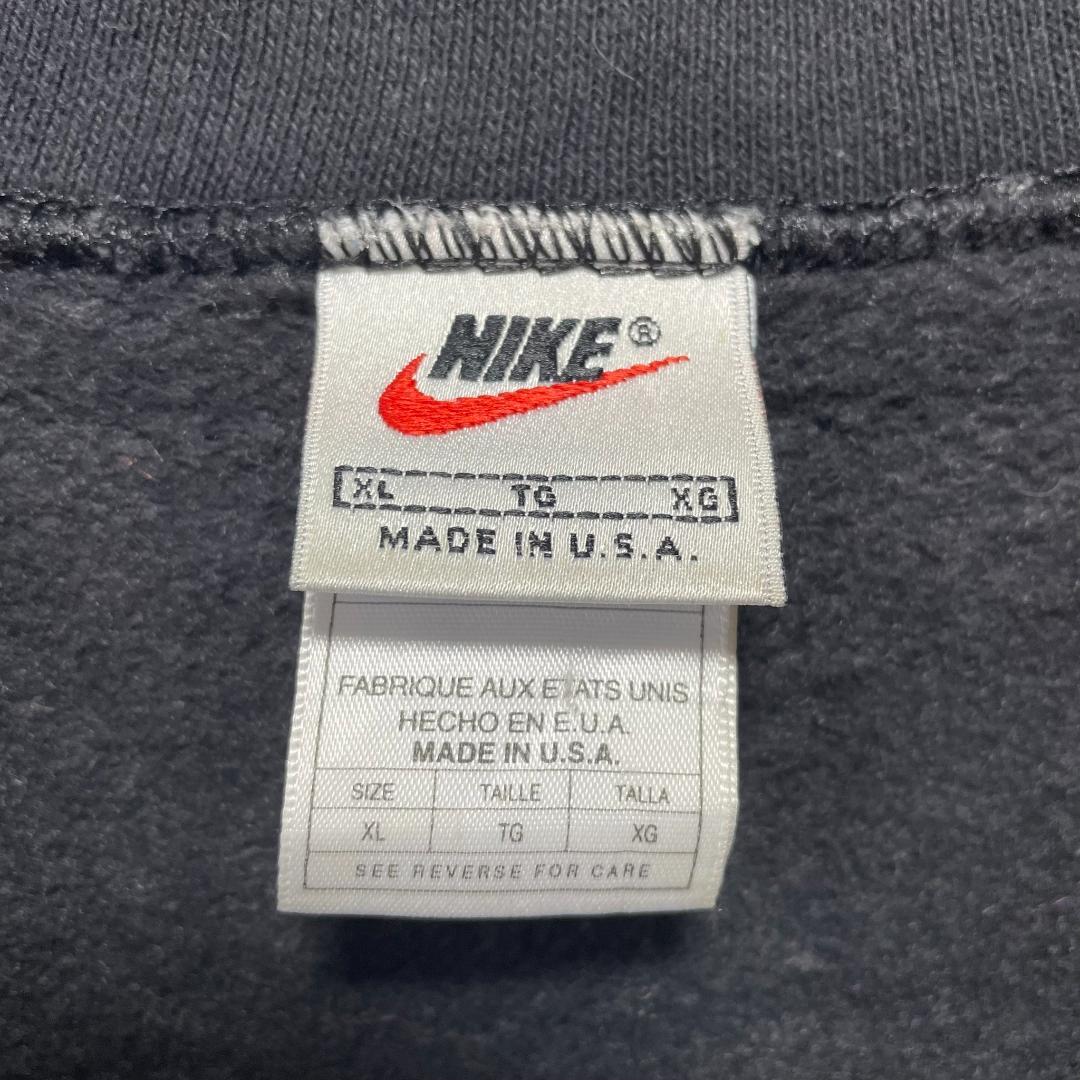 NIKE®
XL TG XG
MADE IN U.S.A.
FABRIQUE AUX ETATS UNIS
HECHO EN E.U.A.
MADE IN U.S.A.
SIZE TAILLE TALLA
XL TG XG
SEE REVERSE FOR CARE